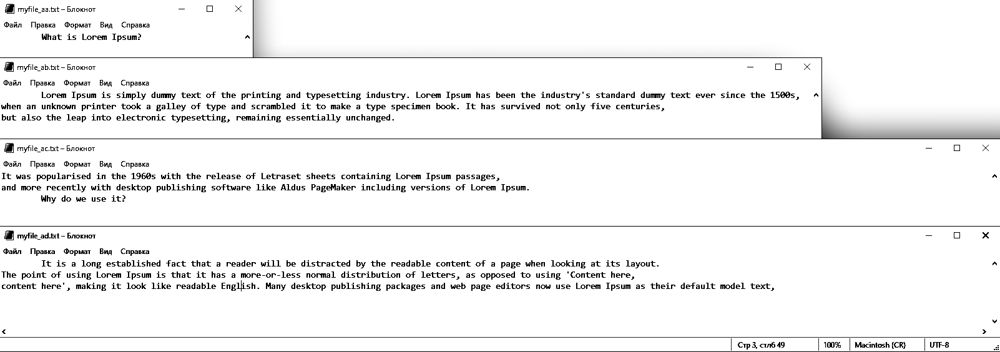 myfile_aa.txt – Блокнот
Файл Правка Формат Вид Справка
What is Lorem Ipsum?
myfile_ab.txt – Блокнот
Файл Правка Формат Вид Справка
Lorem Ipsum is simply dummy text of the printing and typesetting industry. Lorem Ipsum has been the industry's standard dummy text ever since the 1500s,
when an unknown printer took a galley of type and scrambled it to make a type specimen book. It has survived not only five centuries,
but also the leap into electronic typesetting, remaining essentially unchanged.
myfile_ac.txt – Блокнот
Файл Правка Формат Вид Справка
It was popularised in the 1960s with the release of Letraset sheets containing Lorem Ipsum passages,
and more recently with desktop publishing software like Aldus PageMaker including versions of Lorem Ipsum.
Why do we use it?
myfile_ad.txt – Блокнот
Файл Правка Формат Вид Справка
It is a long established fact that a reader will be distracted by the readable content of a page when looking at its layout.
The point of using Lorem Ipsum is that it has a more-or-less normal distribution of letters, as opposed to using 'Content here,
content here', making it look like readable English. Many desktop publishing packages and web page editors now use Lorem Ipsum as their default model text,
Стр 3, стлб 49 100% Macintosh (CR) UTF-8